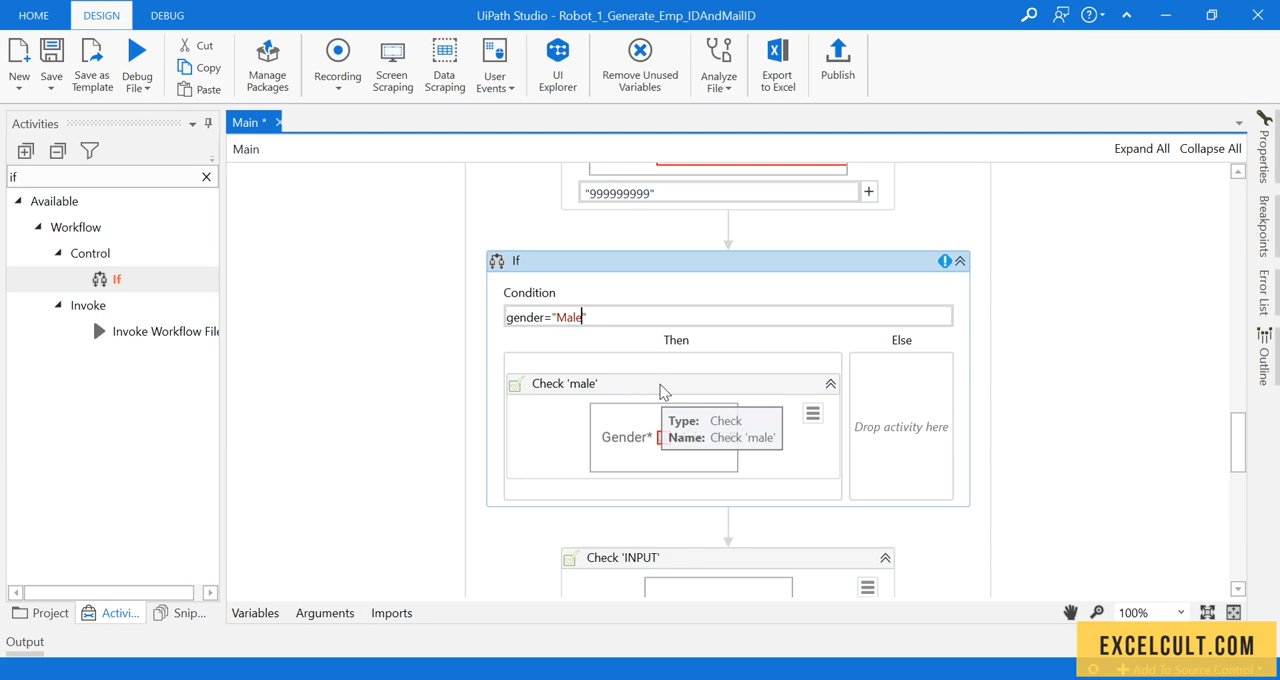 HOME
DESIGN
DEBUG
UiPath Studio - Robot_1_Generate_Emp_IDAndMailID
New
Save
Save as
Template
Debug
File
Cut
Copy
Paste
Manage
Packages
Recording
Screen
Scraping
Data
Scraping
User
Events
UI
Explorer
Remove Unused
Variables
Analyze
File
Export
to Excel
Publish
Activities
Main *
Main
Expand All
Collapse All
if
Available
Workflow
Control
If
Invoke
Invoke Workflow File
"999999999"
If
Condition
gender="Male"
Then
Else
Check 'male'
Gender*
Type: Check
Name: Check 'male'
Drop activity here
Check 'INPUT'
Properties
Breakpoints
Error List
Outline
Project
Activi...
Snip...
Variables
Arguments
Imports
100%
Output
EXCELCULT.COM
Add To Source Control